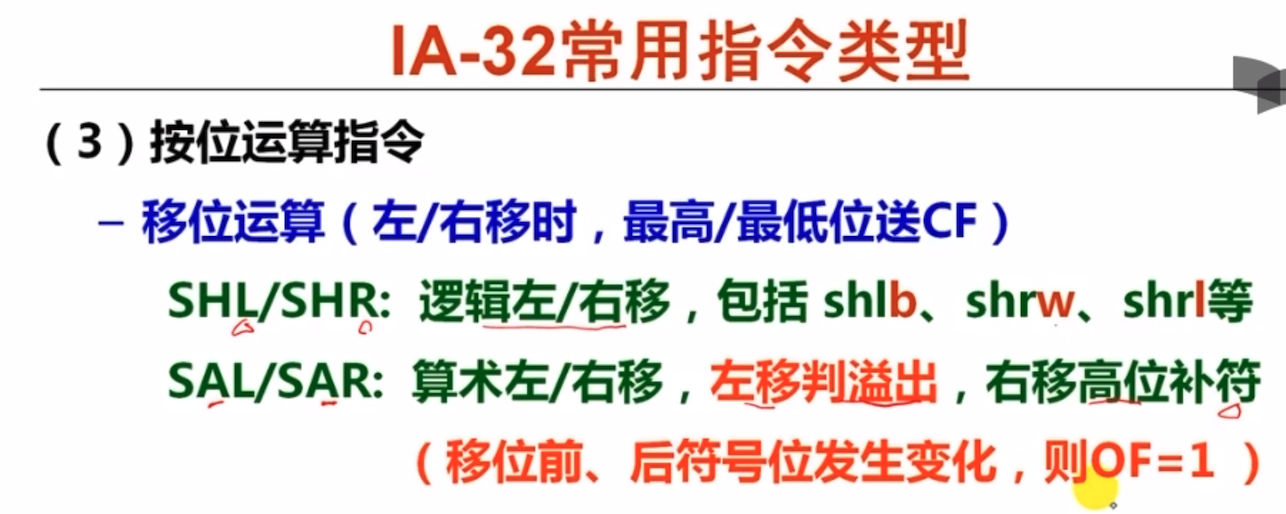 IA-32常用指令类型
（3）按位运算指令
– 移位运算（左/右移时，最高/最低位送CF）
SHL/SHR: 逻辑左/右移，包括 shlb、shrw、shrl等
SAL/SAR: 算术左/右移，左移判溢出，右移高位补符
（移位前、后符号位发生变化，则OF=1 ）